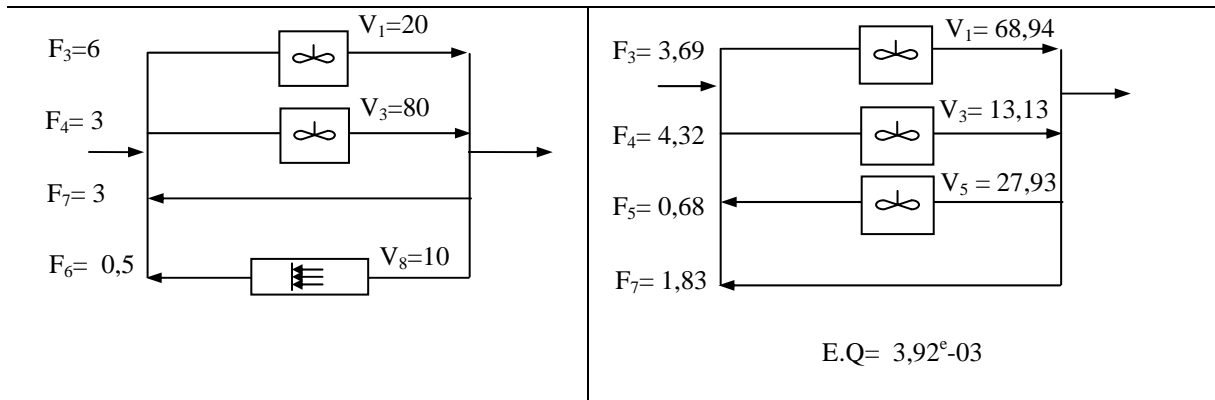 F₃=6
V₁=20
F₄= 3
V₃=80
F₇= 3
F₆= 0,5
V₈=10
F₃= 3,69
V₁= 68,94
F₄= 4,32
V₃= 13,13
F₅= 0,68
V₅ = 27,93
F₇= 1,83
E.Q= 3,92ᵉ-03